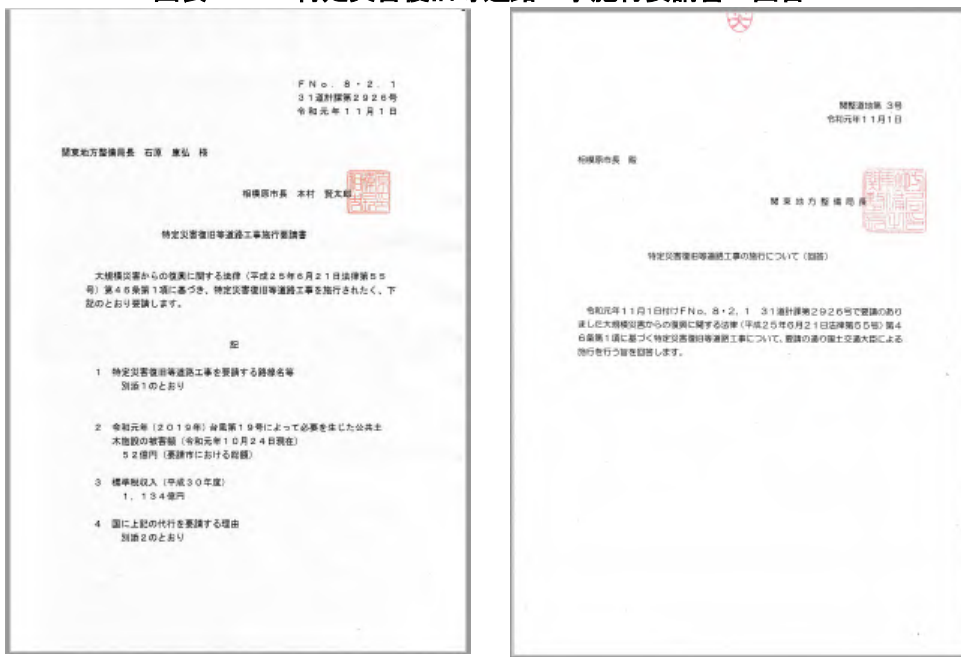 FNo.8・2.1
31道計課第2926号
令和元年11月1日
関東地方整備局長 石原 康弘 様
相模原市長 本村 賢太郎
特定災害復旧等道路工事施行要請書
大規模災害からの復興に関する法律(平成25年6月21日法律第55
号)第46条第1項に基づき、特定災害復旧等道路工事を施行されたく、下
記のとおり要請します。
記
1 特定災害復旧等道路工事を要請する路線名等
別添1のとおり
2 令和元年(2019年)台風第19号によって必要を生じた公共土
木施設の被害額(令和元年10月24日現在)
52億円(要請市における総額)
3 標準税収入(平成30年度)
1,134億円
4 国に上記の代行を要請する理由
別添2のとおり
関整道地第 3号
令和元年11月1日
相模原市長 殿
関東地方整備局長
特定災害復旧等道路工事の施行について(回答)
令和元年11月1日付けFNo.8・2.1 31道計課第2926号で要請のあり
ました大規模災害からの復興に関する法律(平成25年6月21日法律第55号)第4
6条第1項に基づく特定災害復旧等道路工事について、要請の通り国土交通大臣による
施行を行う旨を回答します。